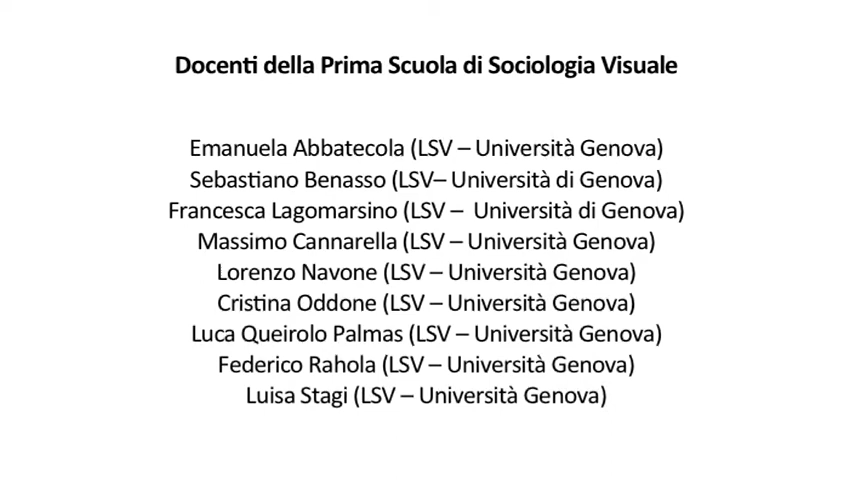 Docenti della Prima Scuola di Sociologia Visuale
Emanuela Abbatecola (LSV – Università Genova)
Sebastiano Benasso (LSV– Università di Genova)
Francesca Lagomarsino (LSV – Università di Genova)
Massimo Cannarella (LSV – Università Genova)
Lorenzo Navone (LSV – Università Genova)
Cristina Oddone (LSV – Università Genova)
Luca Queirolo Palmas (LSV – Università Genova)
Federico Rahola (LSV – Università Genova)
Luisa Stagi (LSV – Università Genova)